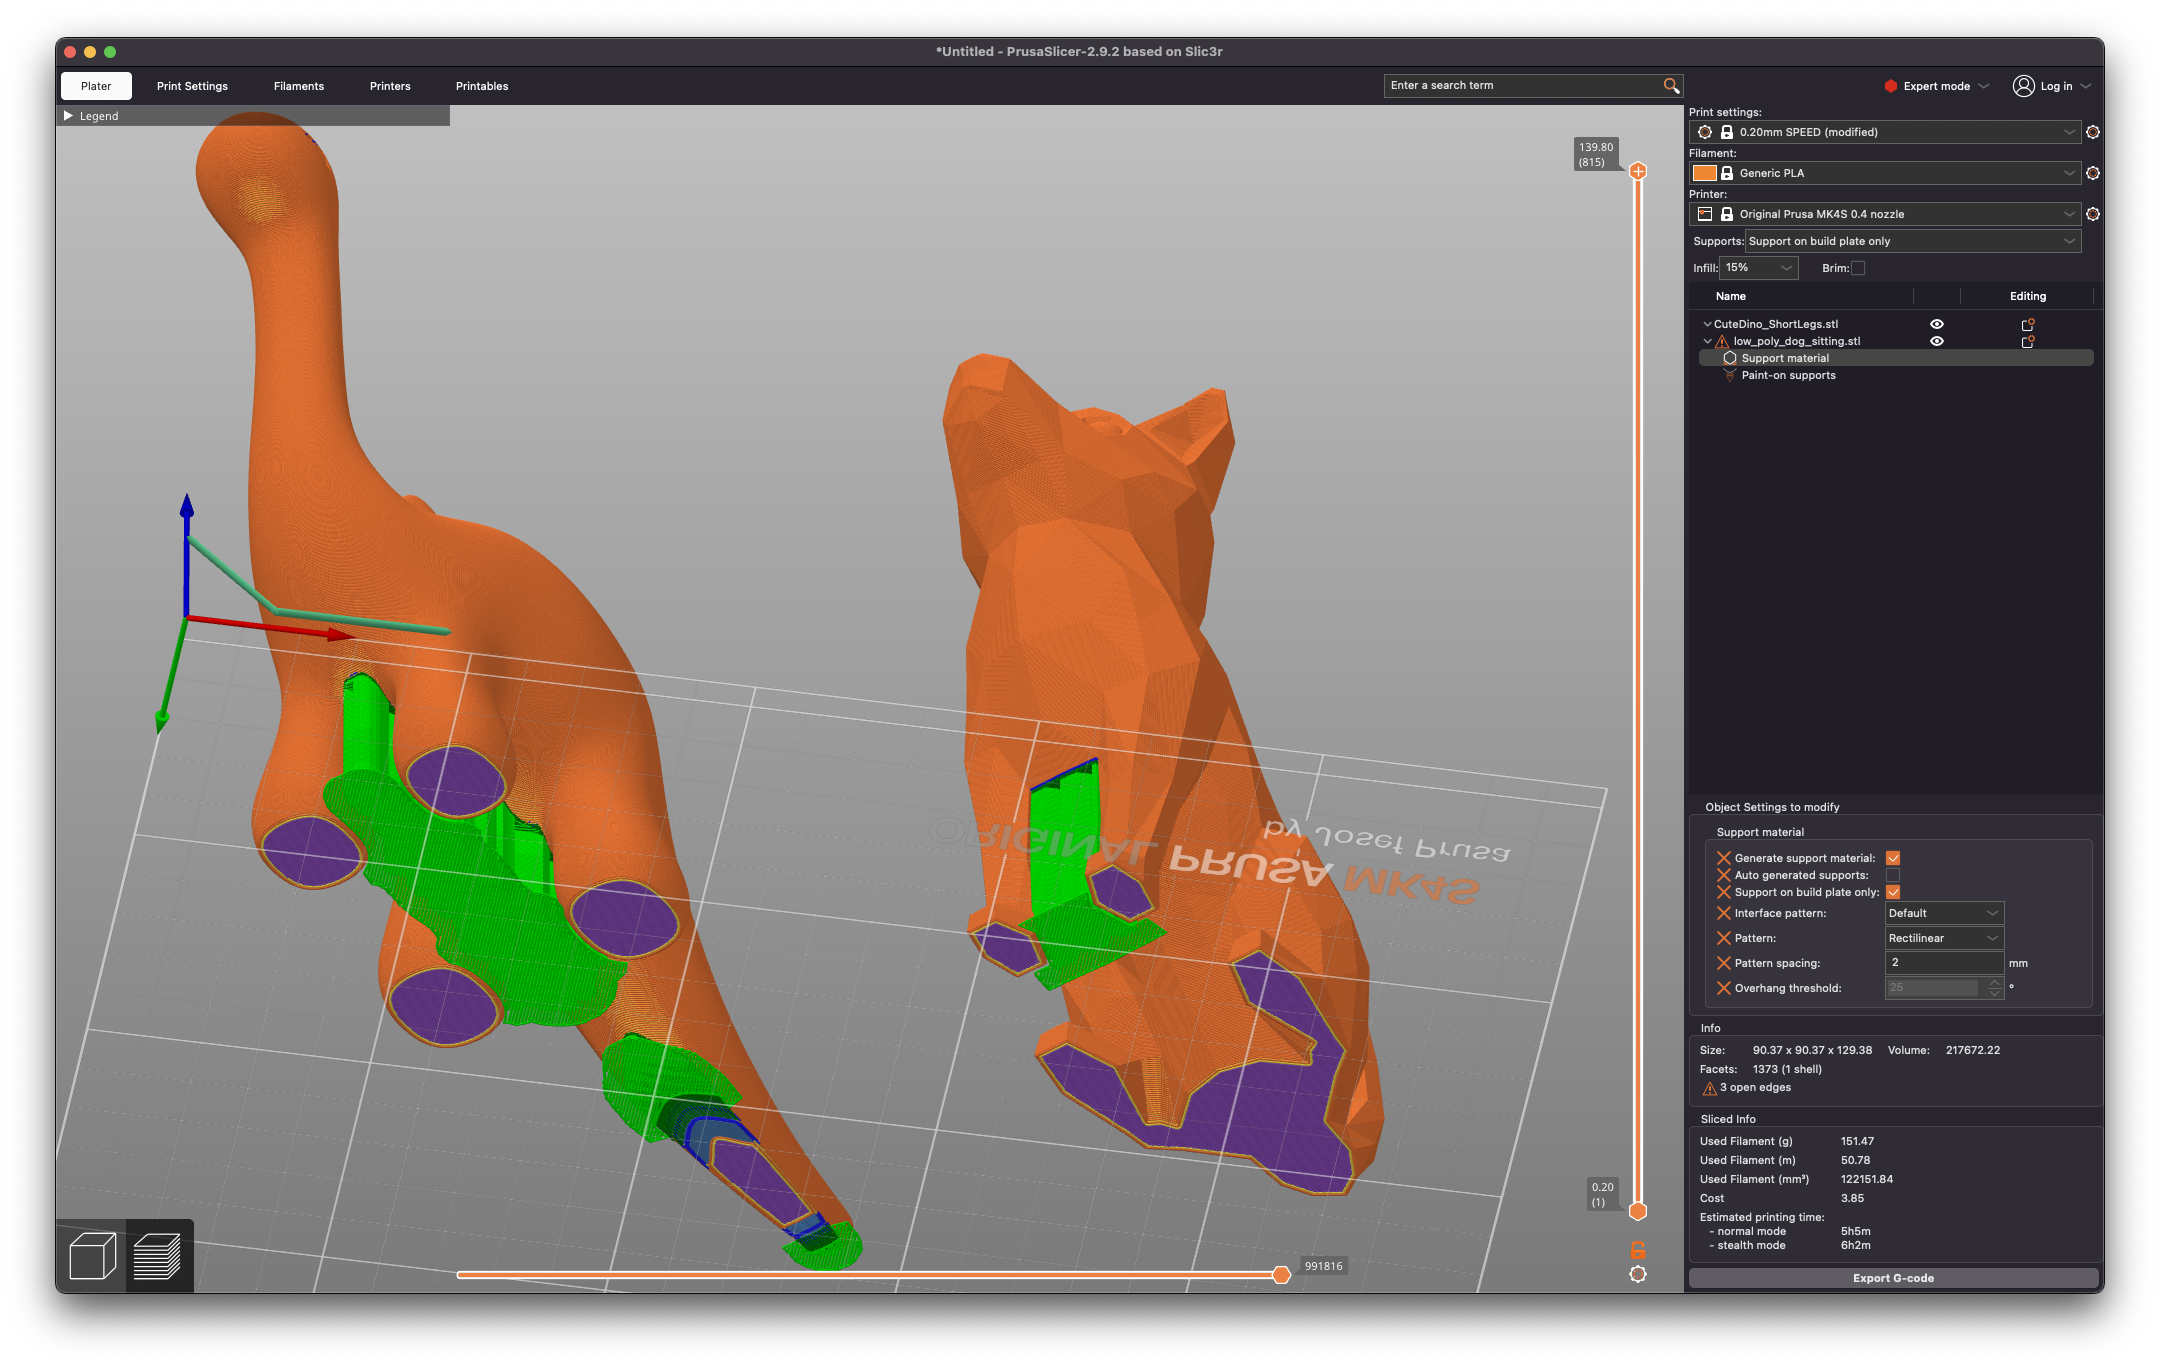 *Untitled - PrusaSlicer-2.9.2 based on Slic3r
Plater
Print Settings
Filaments
Printers
Printables
Enter a search term
Expert mode
Log in
Legend
139.80
(815)
ORIGINAL PRUSA MK4S
by Josef Prusa
0.20
(1)
991816
Print settings:
0.20mm SPEED (modified)
Filament:
Generic PLA
Printer:
Original Prusa MK4S 0.4 nozzle
Supports: Support on build plate only
Infill: 15%
Brim:
Name
Editing
CuteDino_ShortLegs.stl
low_poly_dog_sitting.stl
Support material
Paint-on supports
Object Settings to modify
Support material
Generate support material:
Auto generated supports:
Support on build plate only:
Interface pattern: Default
Pattern: Rectilinear
Pattern spacing: 2 mm
Overhang threshold: 25 °
Info
Size: 90.37 x 90.37 x 129.38 Volume: 217672.22
Facets: 1373 (1 shell)
3 open edges
Sliced Info
Used Filament (g) 151.47
Used Filament (m) 50.78
Used Filament (mm³) 122151.84
Cost 3.85
Estimated printing time:
- normal mode 5h5m
- stealth mode 6h2m
Export G-code